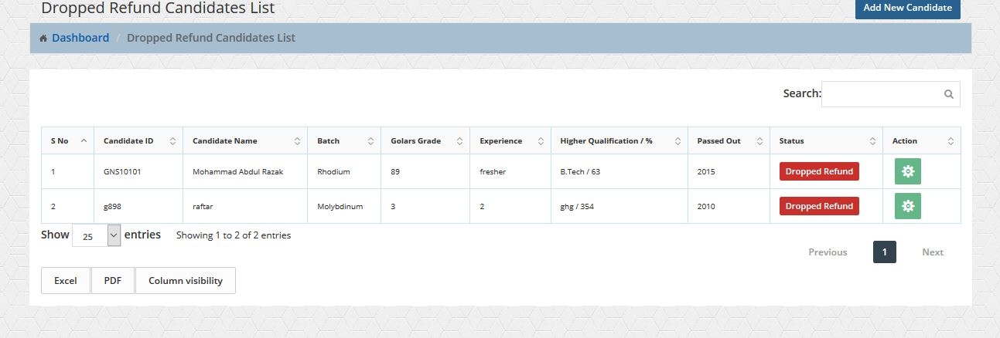 Dropped Refund Candidates List
Add New Candidate
Dashboard / Dropped Refund Candidates List
Search:
S No Candidate ID Candidate Name Batch Golars Grade Experience Higher Qualification / % Passed Out Status Action
1 GNS10101 Mohammad Abdul Razak Rhodium 89 fresher B.Tech / 63 2015 Dropped Refund
2 g898 raftar Molybdinum 3 2 ghg / 354 2010 Dropped Refund
Show 25 entries Showing 1 to 2 of 2 entries
Previous 1 Next
Excel PDF Column visibility